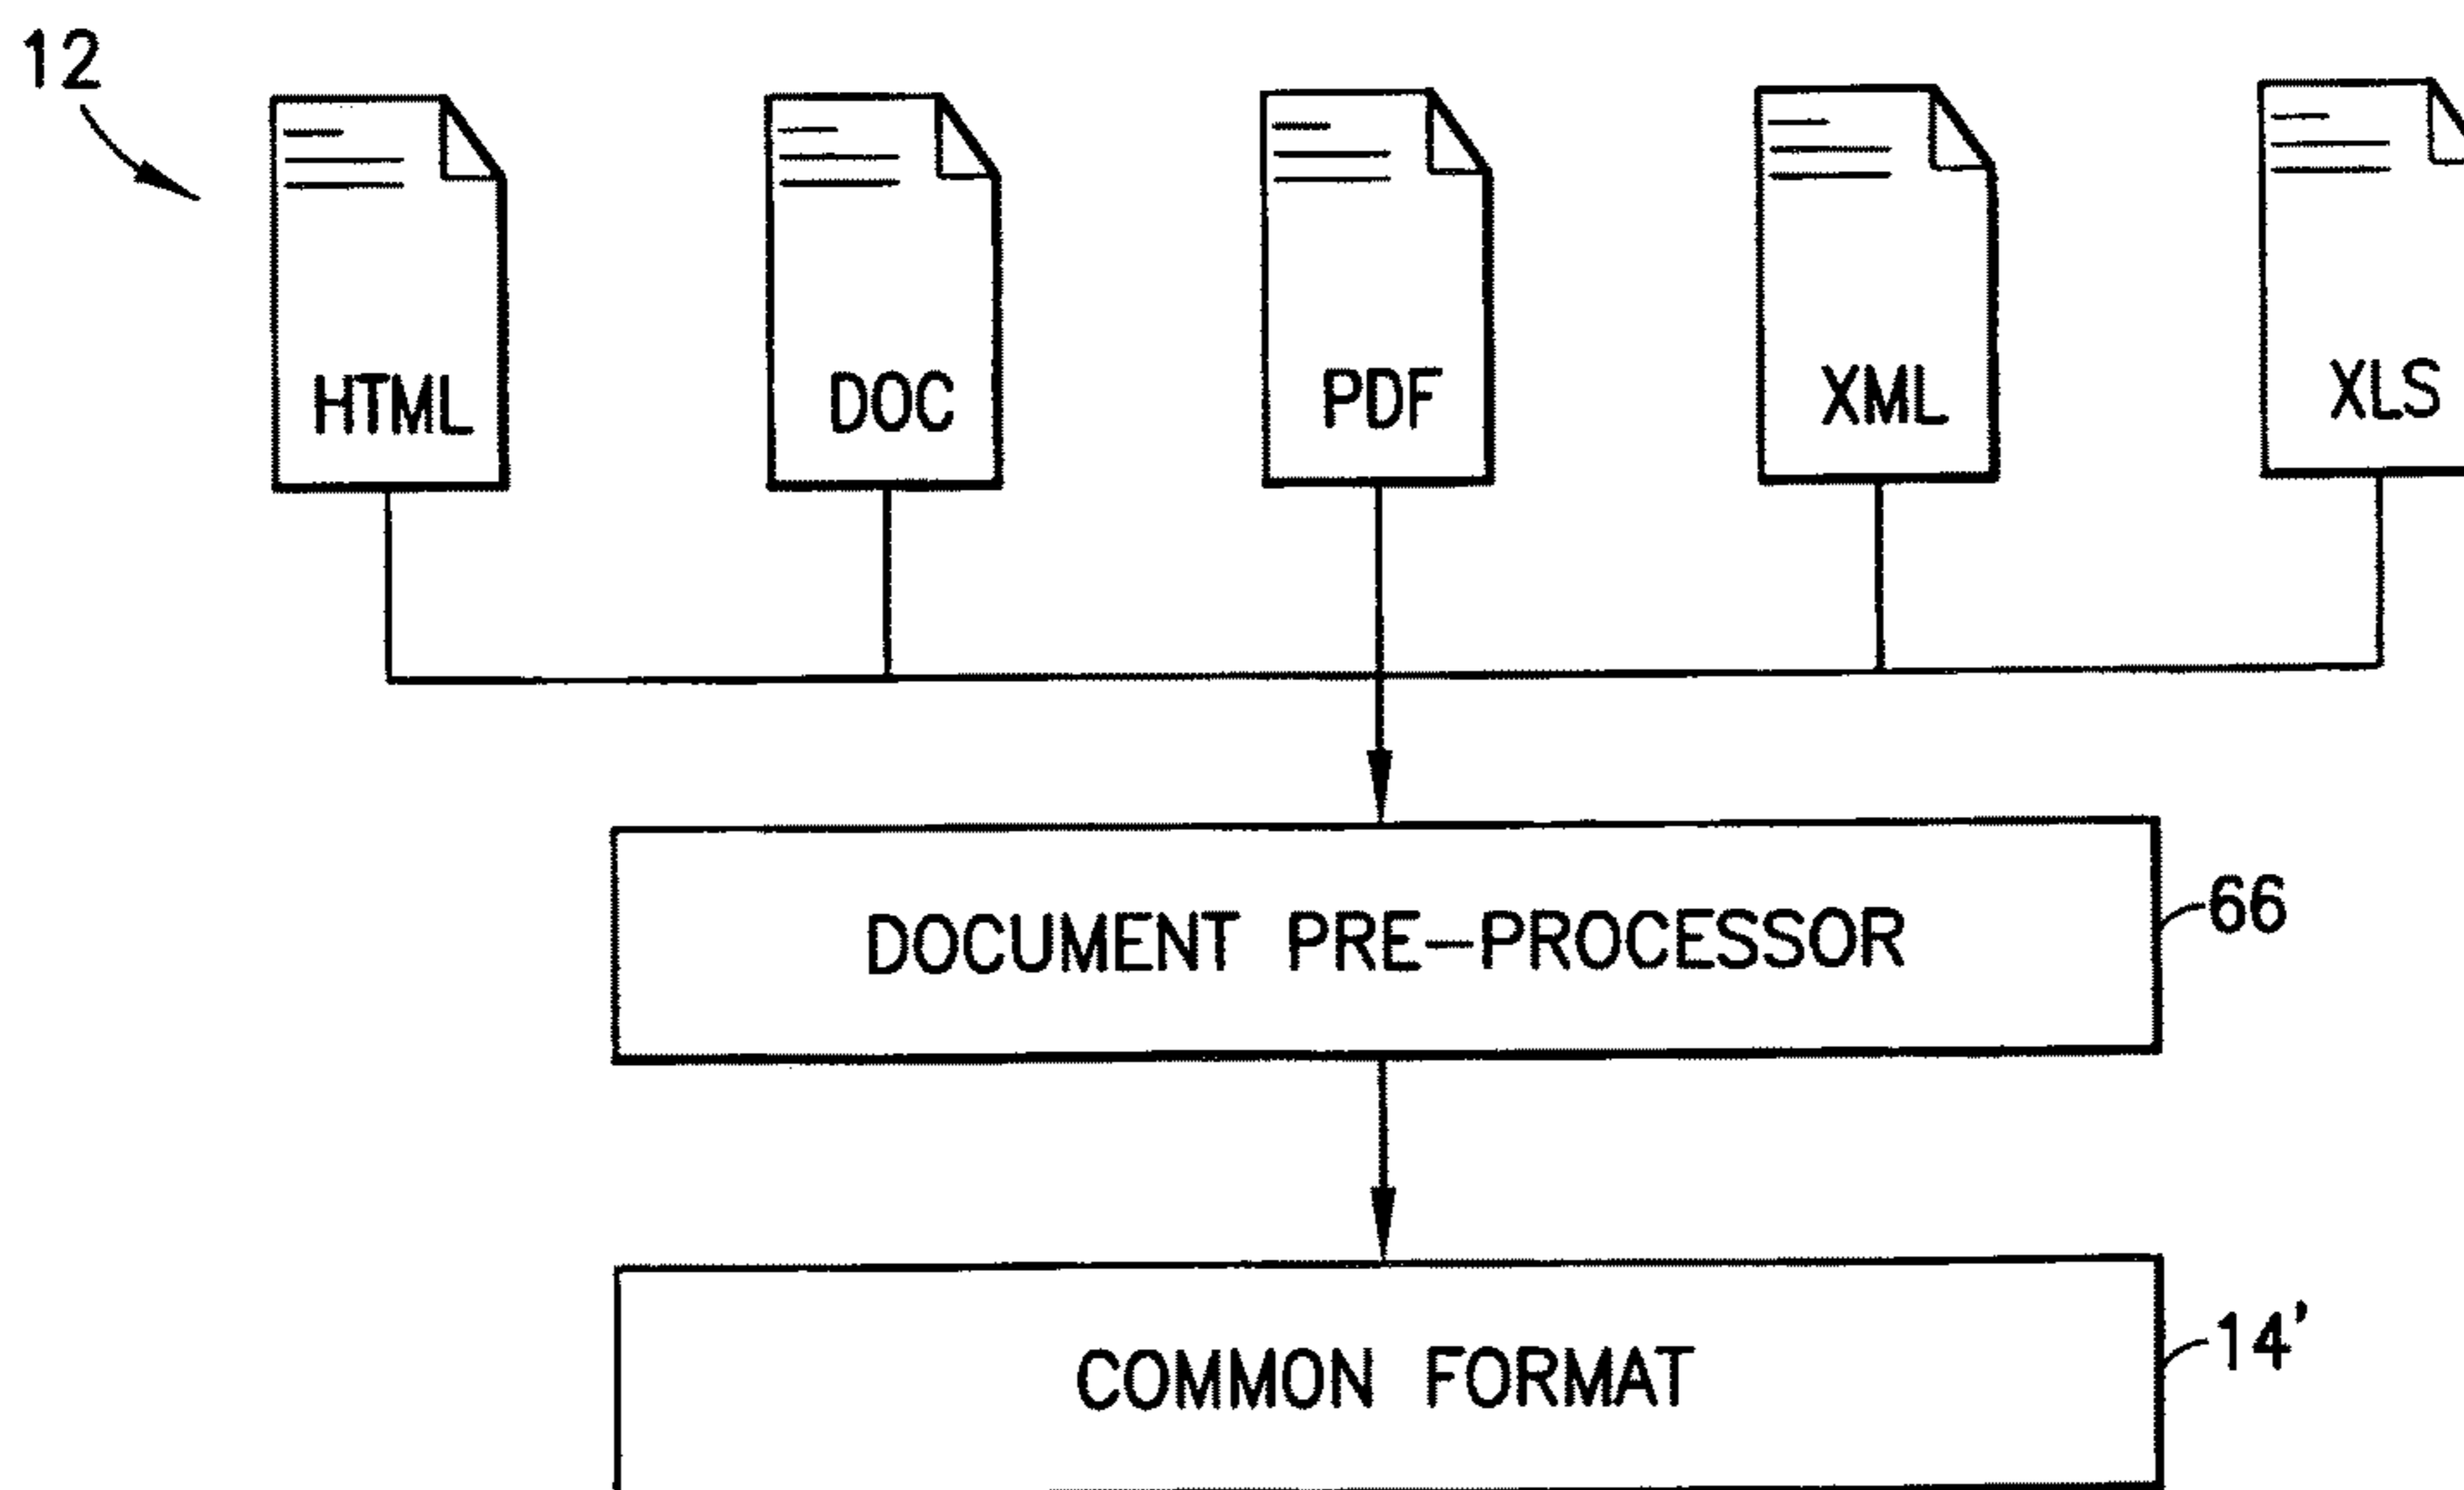 12
HTML DOC PDF XML XLS
DOCUMENT PRE-PROCESSOR 66
COMMON FORMAT 14'